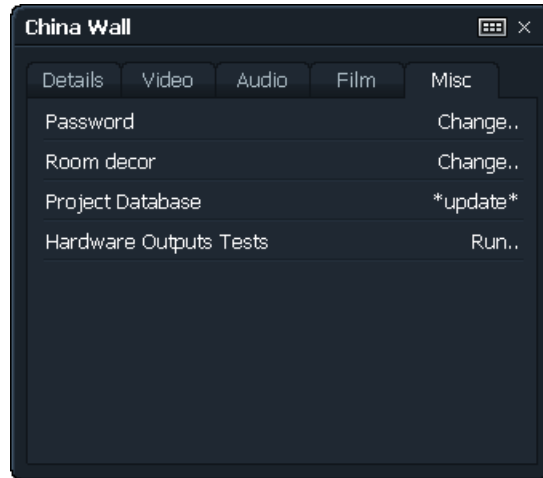 China Wall
Details Video Audio Film Misc
Password Change..
Room decor Change..
Project Database *update*
Hardware Outputs Tests Run..